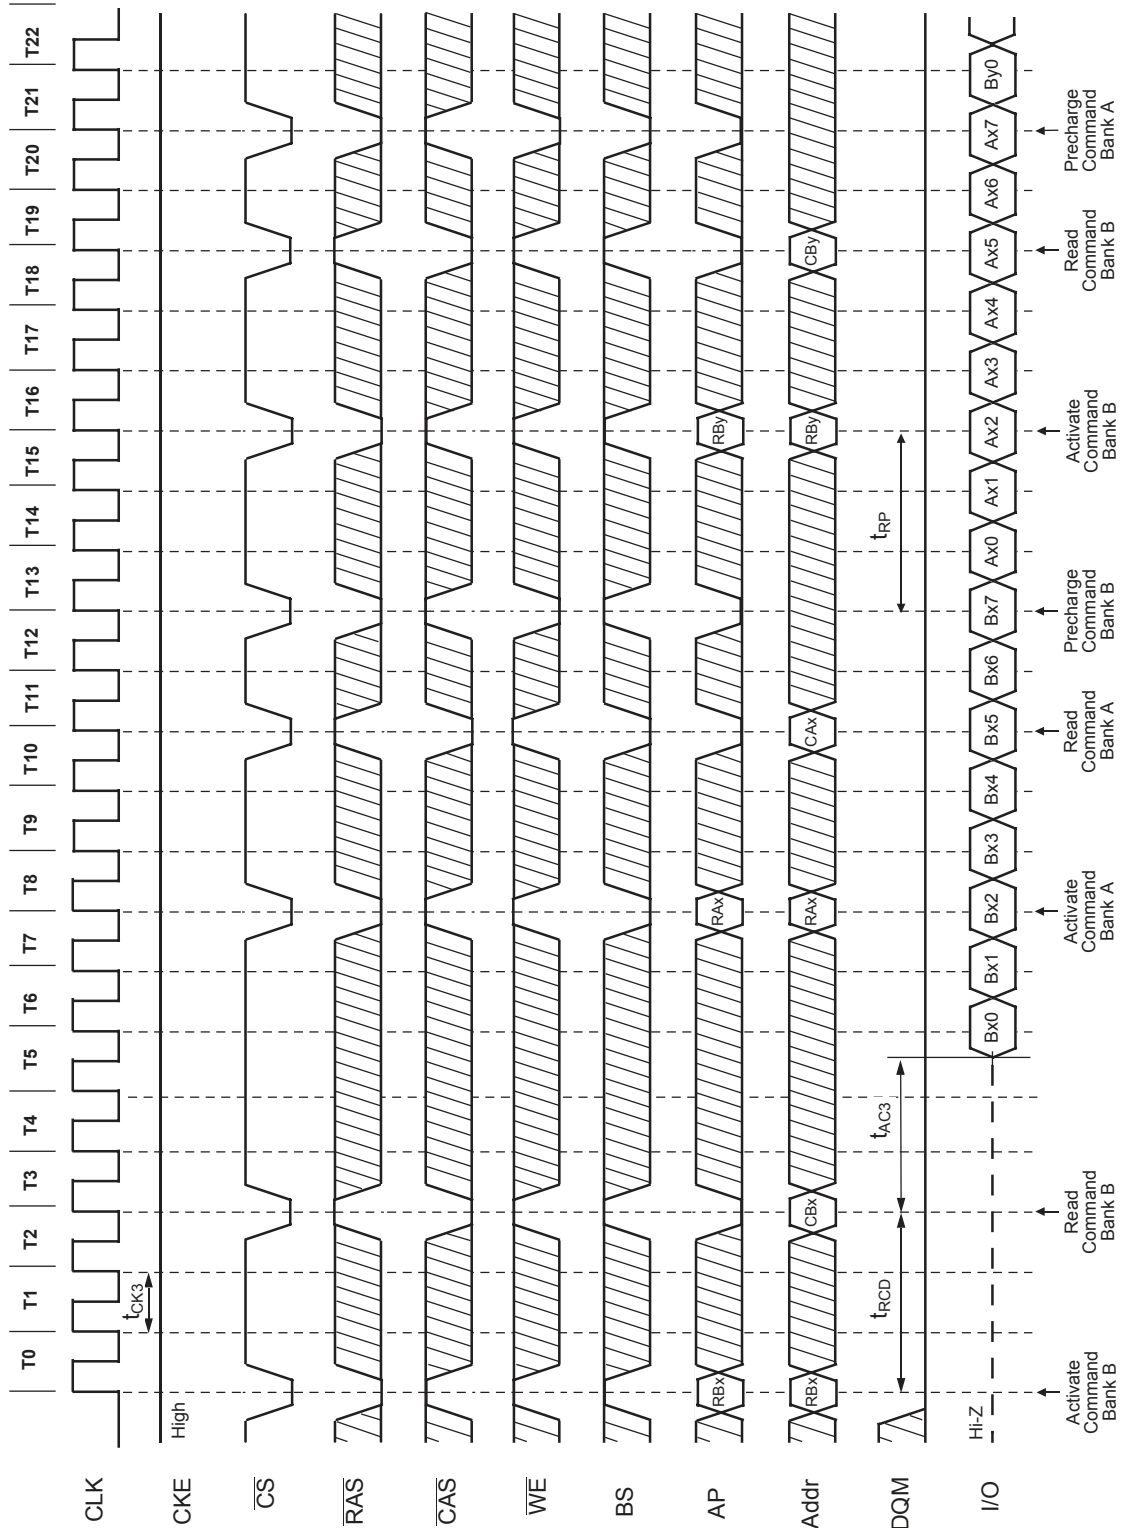 T0 T1 T2 T3 T4 T5 T6 T7 T8 T9 T10 T11 T12 T13 T14 T15 T16 T17 T18 T19 T20 T21 T22
CLK
tCK3
CKE
High
CS
RAS
CAS
WE
BS
AP
RBx RAx RBy
Addr
RBx CBx RAx CAx RBy CBy
DQM
tRCD tAC3 tRP
I/O
Hi-Z
Bx0 Bx1 Bx2 Bx3 Bx4 Bx5 Bx6 Bx7 Ax0 Ax1 Ax2 Ax3 Ax4 Ax5 Ax6 Ax7 By0
Activate
Command
Bank B
Read
Command
Bank B
Activate
Command
Bank A
Read
Command
Bank A
Precharge
Command
Bank B
Activate
Command
Bank B
Read
Command
Bank B
Precharge
Command
Bank A